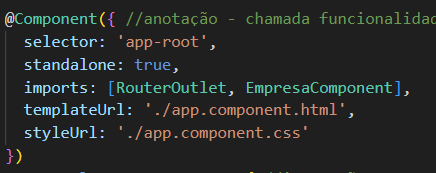 @Component({ //anotação - chamada funcionalidad
selector: 'app-root',
standalone: true,
imports: [RouterOutlet, EmpresaComponent],
templateUrl: './app.component.html',
styleUrl: './app.component.css'
})